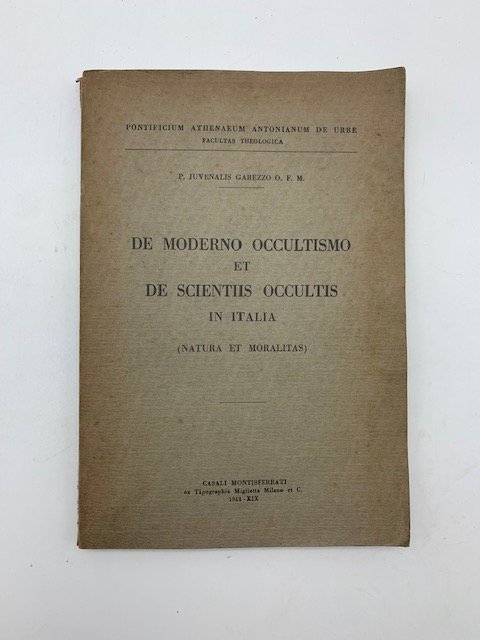 PONTIFICIUM ATHENAEUM ANTONIANUM DE URBE
FACULTAS THEOLOGICA
P. JUVENALIS GAREZZO O. F. M.
DE MODERNO OCCULTISMO
ET
DE SCIENTIIS OCCULTIS
IN ITALIA
(NATURA ET MORALITAS)
CASALI MONTISFERRATI
ex Typographia Miglietta Milano et C.
1941 - XIX